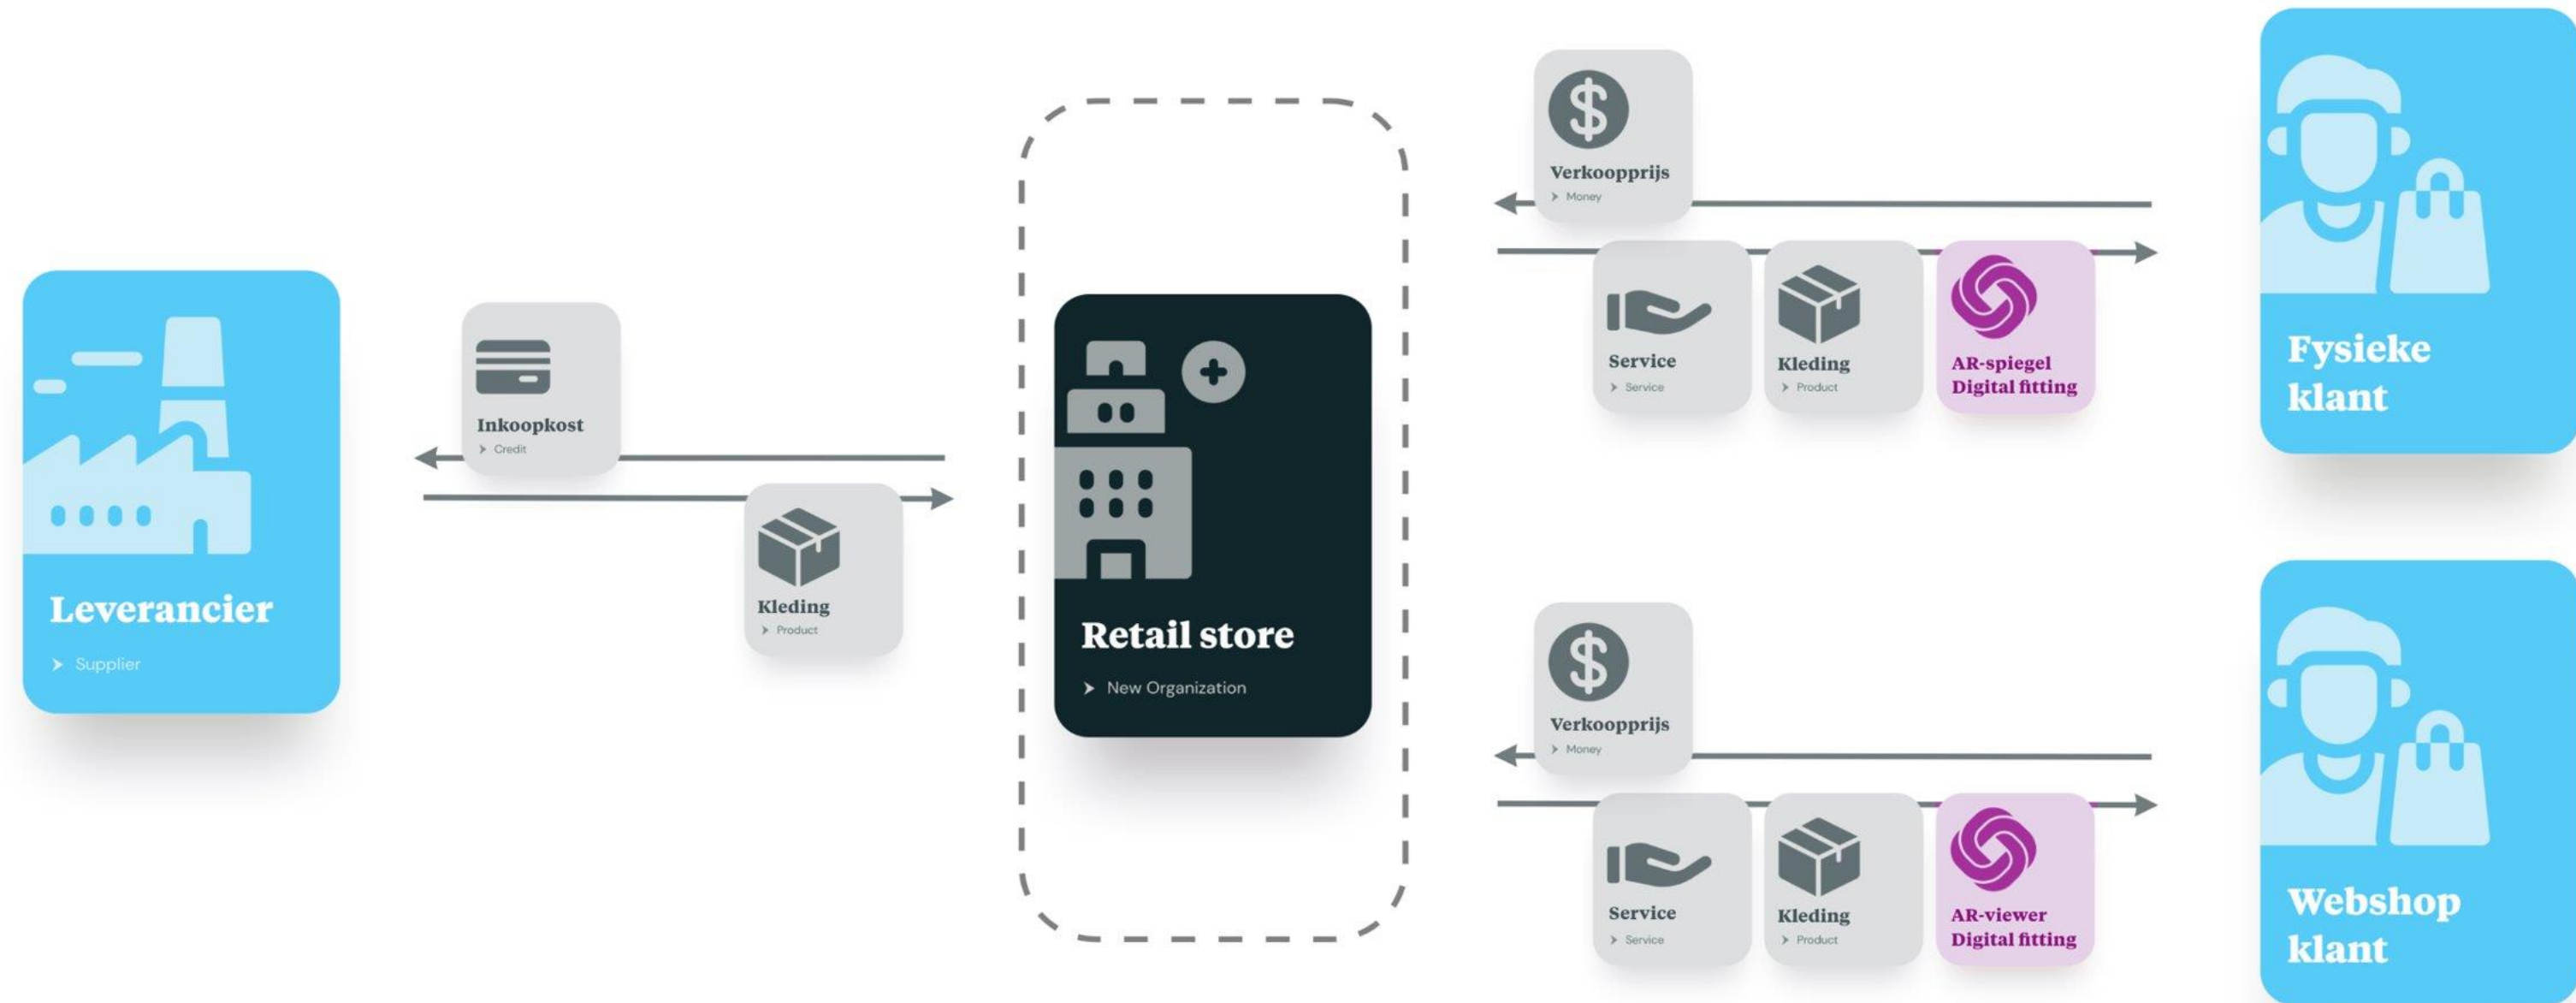 Leverancier
Supplier
Inkoopkost
Credit
Kleding
Product
Retail store
New Organization
Verkoopprijs
Money
Service
Service
Kleding
Product
AR-spiegel
Digital fitting
Fysieke
klant
Verkoopprijs
Money
Service
Service
Kleding
Product
AR-viewer
Digital fitting
Webshop
klant